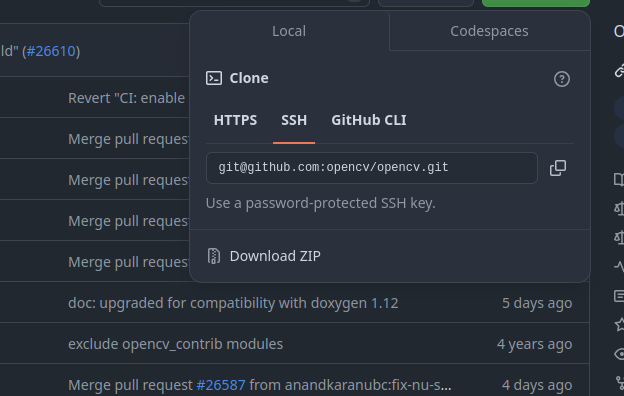 Local
Codespaces
ld" (#26610)
Clone
Revert "CI: enable
HTTPS
SSH
GitHub CLI
Merge pull request
git@github.com:opencv/opencv.git
Merge pull request
Use a password-protected SSH key.
Merge pull request
Merge pull request
Download ZIP
doc: upgraded for compatibility with doxygen 1.12
5 days ago
exclude opencv_contrib modules
4 years ago
Merge pull request #26587 from anandkaranubc:fix-nu-s...
4 days ago